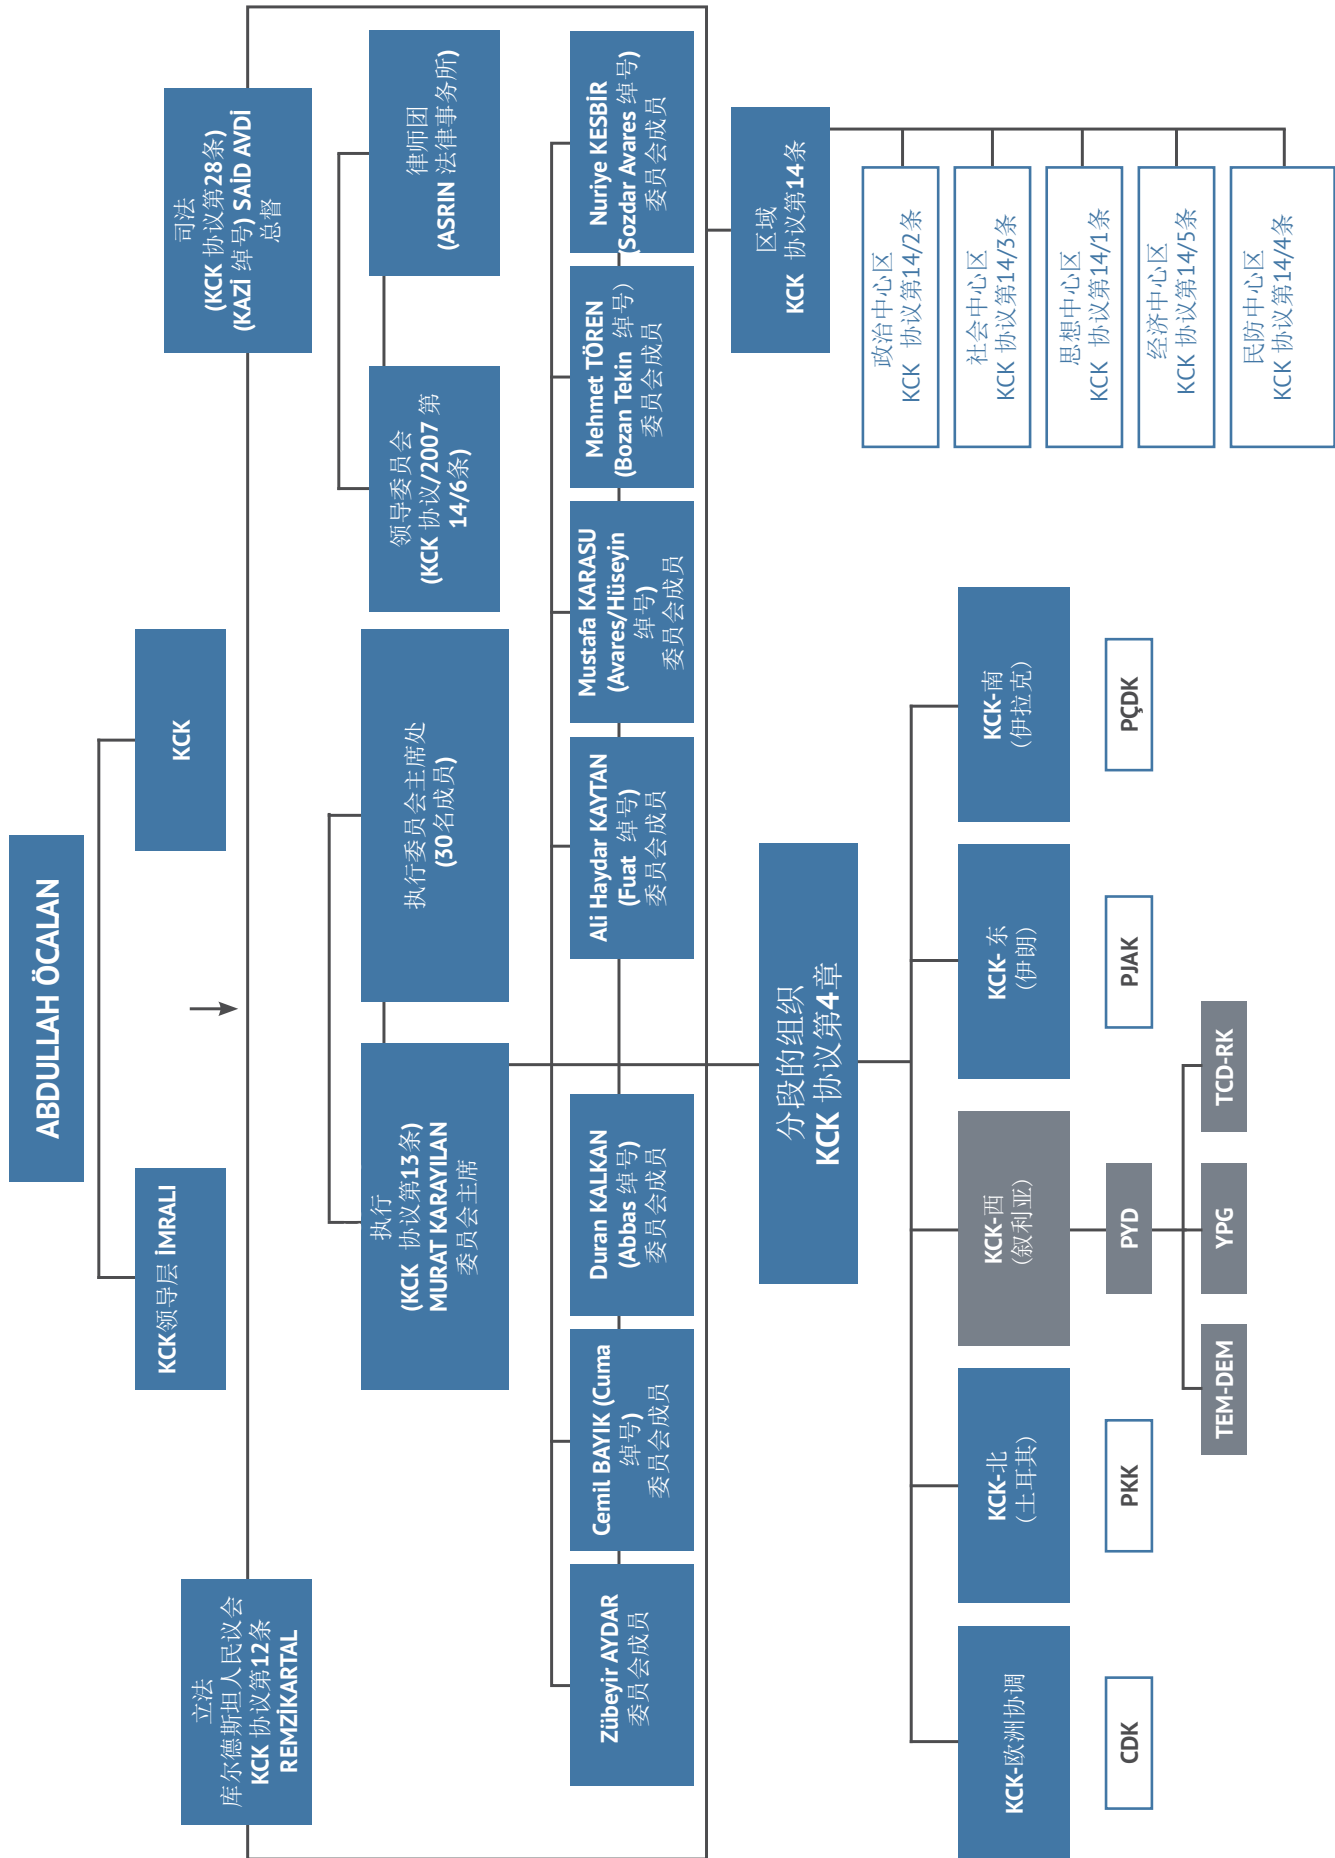 ABDULLAH ÖCALAN
KCK领导层 İMRALI
KCK
立法
库尔德斯坦人民议会
KCK 协议第12条
REMZİKARTAL
司法
(KCK 协议第28条)
(KAZİ 绰号) SAİD AVDİ
总督
执行
(KCK 协议第13条)
MURAT KARAYILAN
委员会主席
执行委员会主席处
(30名成员)
领导委员会
(KCK 协议/2007 第
14/6条)
律师团
(ASRIN 法律事务所)
Zübeyir AYDAR
委员会成员
Cemil BAYIK (Cuma
绰号)
委员会成员
Duran KALKAN
(Abbas 绰号)
委员会成员
Ali Haydar KAYTAN
(Fuat 绰号)
委员会成员
Mustafa KARASU
(Avares/Hüseyin
绰号)
委员会成员
Mehmet TÖREN
(Bozan Tekin 绰号)
委员会成员
Nuriye KESBİR
(Sozdar Avares 绰号)
委员会成员
分段的组织
KCK 协议第4章
区域
KCK 协议第14条
政治中心区
KCK 协议第14/2条
社会中心区
KCK 协议第14/3条
思想中心区
KCK 协议第14/1条
经济中心区
KCK 协议第14/5条
民防中心区
KCK 协议第14/4条
KCK-欧洲协调
KCK-北
(土耳其)
KCK-西
(叙利亚)
KCK- 东
(伊朗)
KCK-南
(伊拉克)
CDK
PKK
PYD
PJAK
PÇDK
TEM-DEM
YPG
TCD-RK